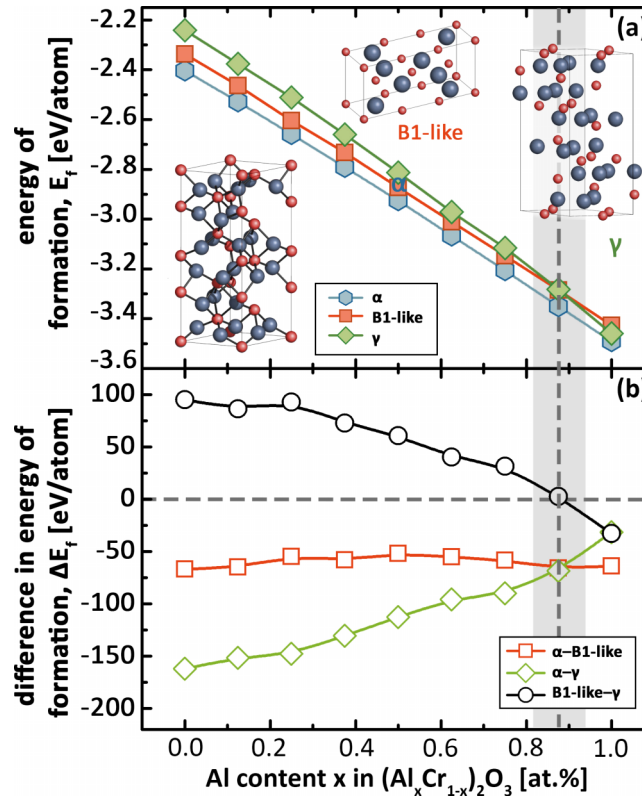 (a)
-2.2
-2.4
-2.6
-2.8
-3.0
-3.2
-3.4
-3.6
energy of
formation, E_f [eV/atom]
B1-like
α
γ
α
B1-like
γ
(b)
100
50
0
-50
-100
-150
-200
difference in energy of
formation, ΔE_f [eV/atom]
α–B1-like
α–γ
B1-like–γ
0.0 0.2 0.4 0.6 0.8 1.0
Al content x in (AlₓCr₁₋ₓ)₂O₃ [at.%]